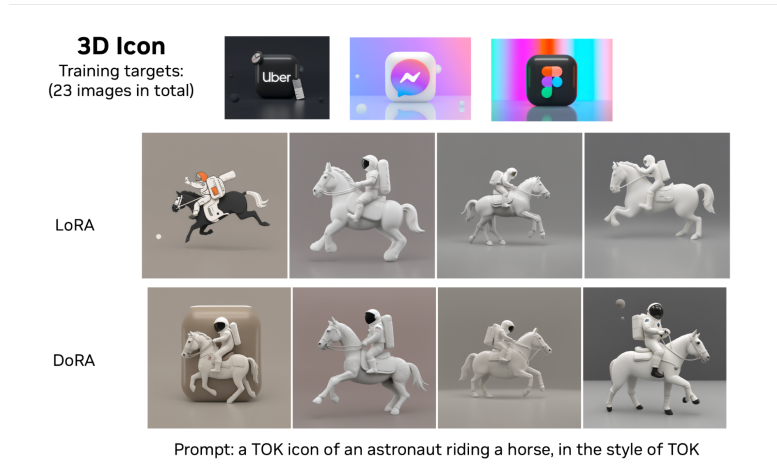 3D Icon
Training targets:
(23 images in total)
Uber
LoRA
DoRA
Prompt: a TOK icon of an astronaut riding a horse, in the style of TOK